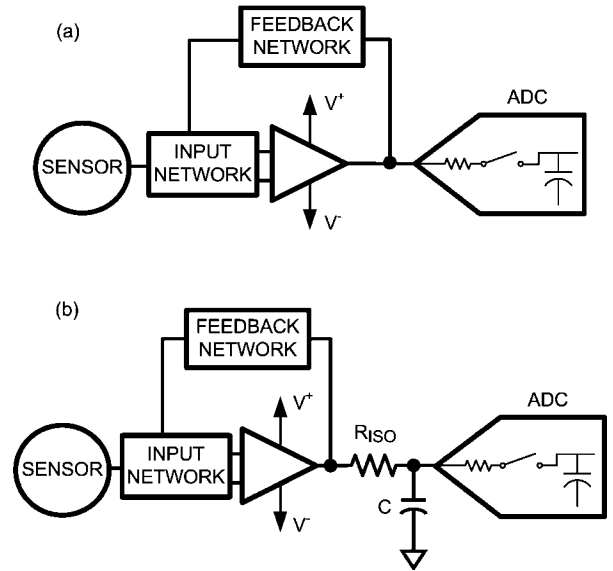 (a)
FEEDBACK
NETWORK
V+
ADC
SENSOR
INPUT
NETWORK
V-
(b)
FEEDBACK
NETWORK
V+
RISO
ADC
SENSOR
INPUT
NETWORK
C
V-